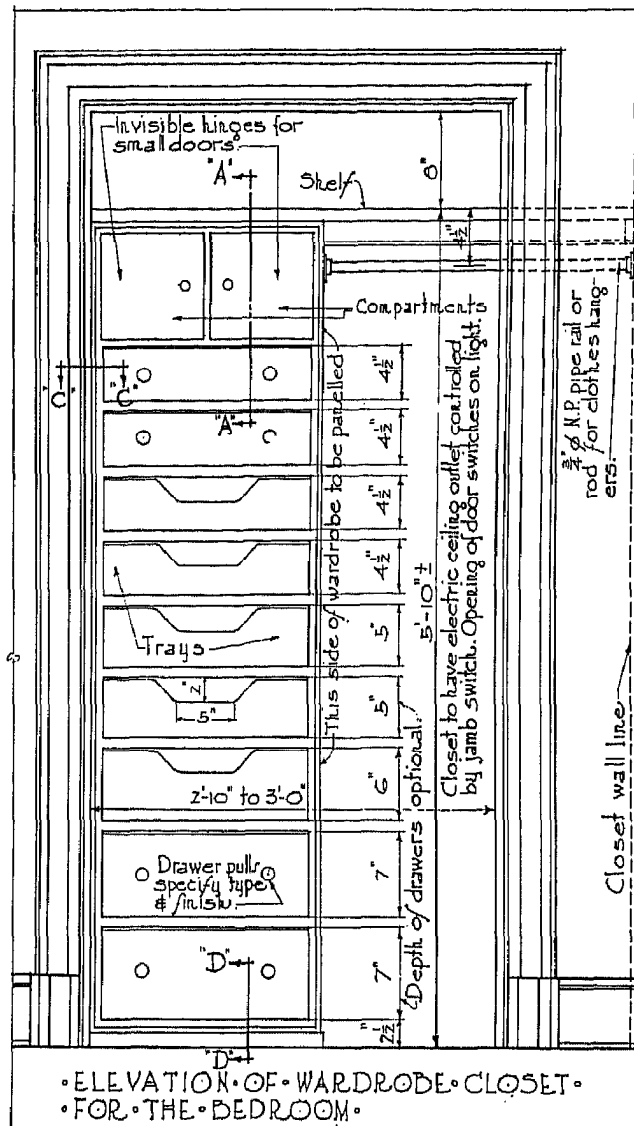 Invisible hinges for
small doors.
"A"
Shelf
8"
4½"
Compartments
"C"
"C"
"A"
4½"
4½"
4½"
4½"
5"
5"
6"
7"
7"
2½"
This side of wardrobe to be panelled
5'-10"±
Closet to have electric ceiling outlet controlled
by jamb switch. Opening of door switches on light.
¾" ⌀ N.P. pipe rail or
rod for clothes hang-
ers.
Trays
2"
5"
2'-10" to 3'-0"
Depth of drawers optional.
Closet wall line
Drawer pulls
specify type
& finish.
"D"
"D"
·ELEVATION·OF·WARDROBE·CLOSET·
·FOR·THE·BEDROOM·